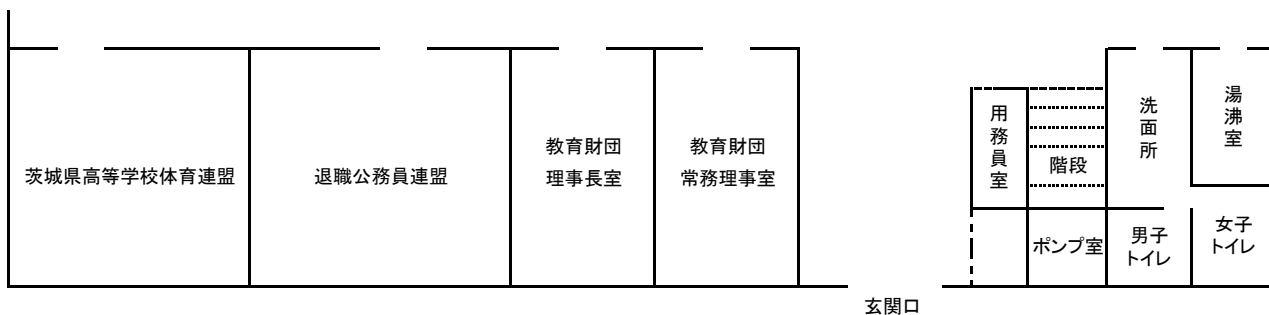 茨城県高等学校体育連盟
退職公務員連盟
教育財団
理事長室
教育財団
常務理事室
用務員室
階段
洗面所
湯沸室
ポンプ室
男子
トイレ
女子
トイレ
玄関口